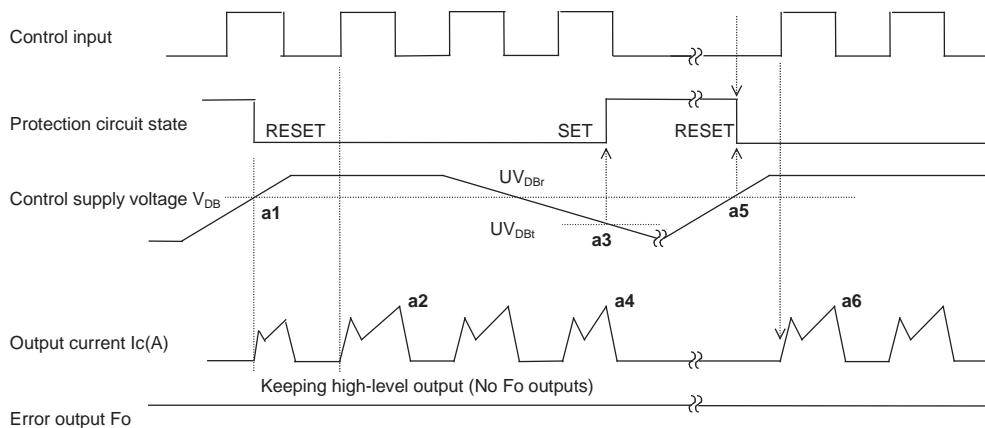 Control input
Protection circuit state
RESET
SET
RESET
UVDBr
Control supply voltage VDB
a1
a5
UVDBt
a3
a2
a4
a6
Output current Ic(A)
Keeping high-level output (No Fo outputs)
Error output Fo